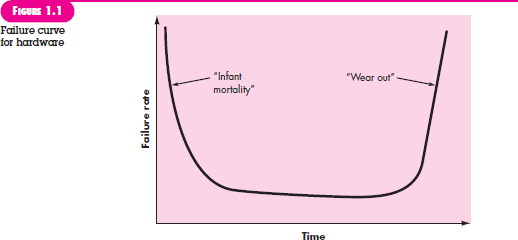 FIGURE 1.1
Failure curve
for hardware
"Infant
mortality"
"Wear out"
Failure rate
Time